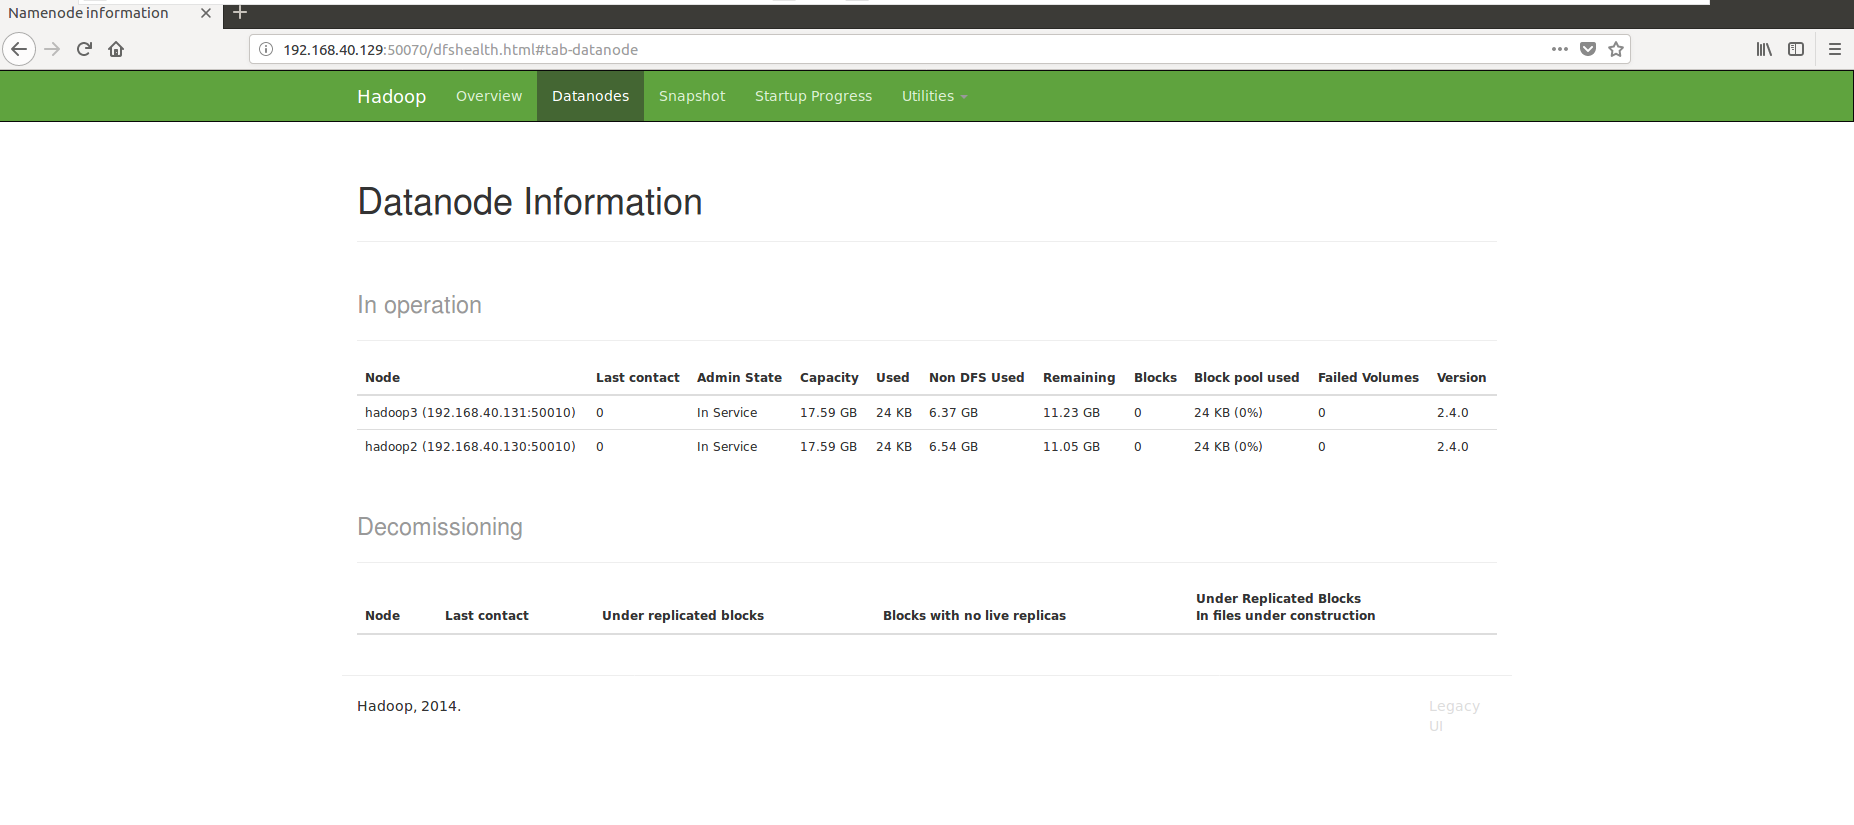 Namenode information
192.168.40.129:50070/dfshealth.html#tab-datanode
Hadoop Overview Datanodes Snapshot Startup Progress Utilities
Datanode Information
In operation
Node Last contact Admin State Capacity Used Non DFS Used Remaining Blocks Block pool used Failed Volumes Version
hadoop3 (192.168.40.131:50010) 0 In Service 17.59 GB 24 KB 6.37 GB 11.23 GB 0 24 KB (0%) 0 2.4.0
hadoop2 (192.168.40.130:50010) 0 In Service 17.59 GB 24 KB 6.54 GB 11.05 GB 0 24 KB (0%) 0 2.4.0
Decomissioning
Node Last contact Under replicated blocks Blocks with no live replicas Under Replicated Blocks
In files under construction
Hadoop, 2014.
Legacy
UI